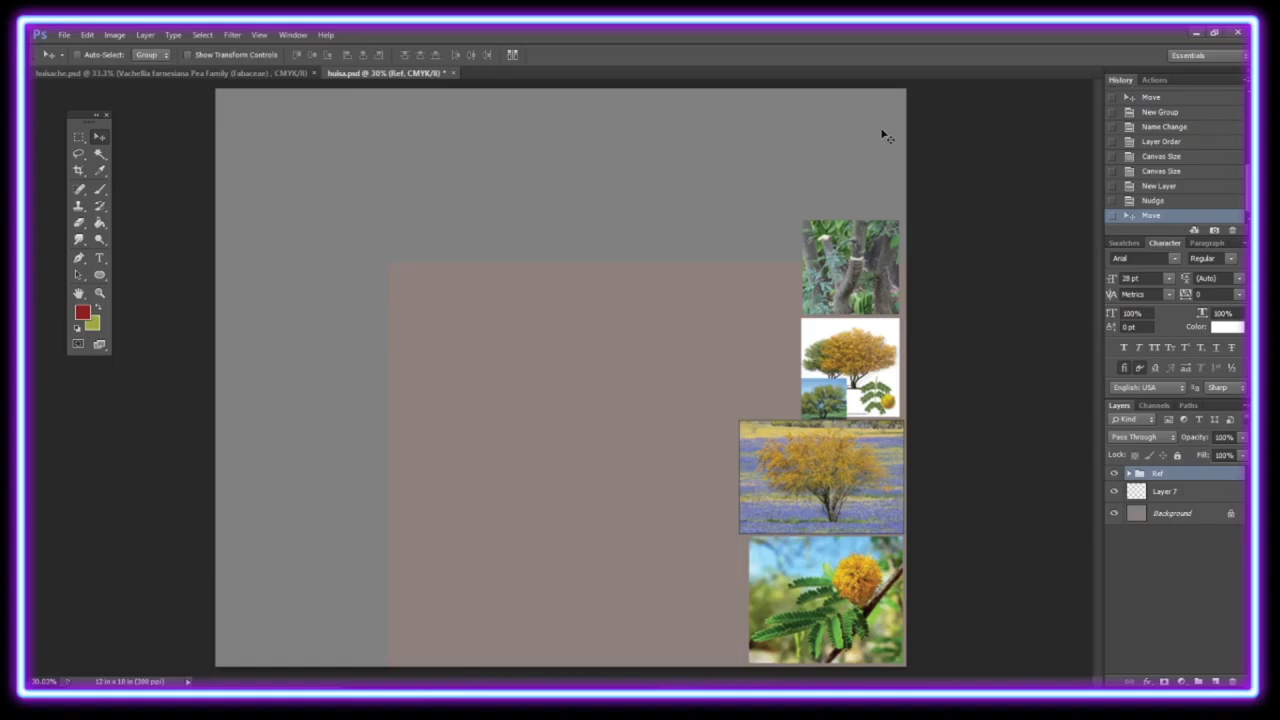 Ps File Edit Image Layer Type Select Filter View Window Help
Auto-Select: Group Show Transform Controls Essentials
huisache.psd @ 33.3% (Vachellia farnesiana Pea Family (Fabaceae) , CMYK/8) × huisa.psd @ 30% (Ref, CMYK/8) * ×
History Actions
Move
New Group
Name Change
Layer Order
Canvas Size
Canvas Size
New Layer
Nudge
Move
Swatches Character Paragraph
Arial Regular
28 pt (Auto)
Metrics 0
100% 100%
0 pt Color:
English: USA Sharp
Layers Channels Paths
Kind
Pass Through Opacity: 100%
Lock: Fill: 100%
Ref
Layer 7
Background
12 in x 10 in (300 ppi)